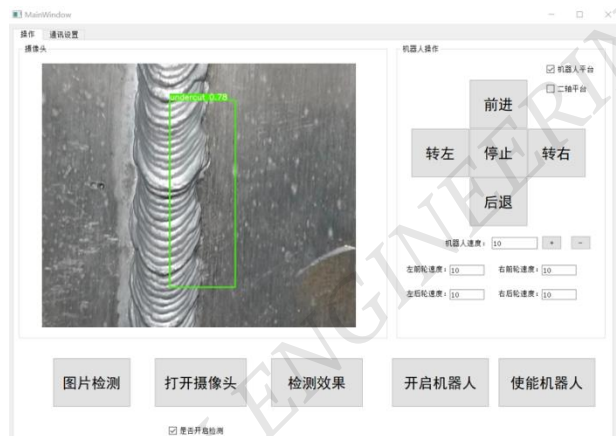 MainWindow
操作 通讯设置
摄像头
undercut 0.78
机器人操作
机器人平台
二轴平台
前进
转左 停止 转右
后退
机器人速度: 10 + -
左前轮速度: 10 右前轮速度: 10
左后轮速度: 10 右后轮速度: 10
图片检测 打开摄像头 检测效果 开启机器人 使能机器人
是否开启检测
ENGINEERIN